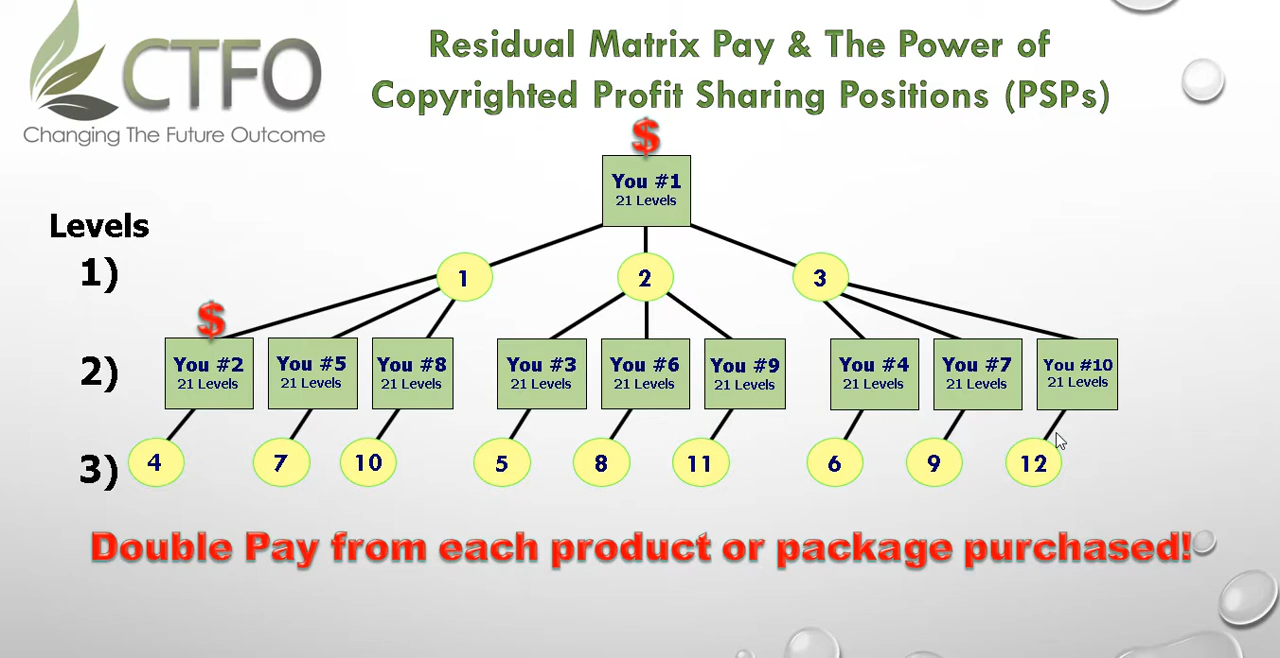 CTFO
Changing The Future Outcome
Residual Matrix Pay & The Power of
Copyrighted Profit Sharing Positions (PSPs)
$
You #1
21 Levels
Levels
1)
1
2
3
$
2)
You #2
21 Levels
You #5
21 Levels
You #8
21 Levels
You #3
21 Levels
You #6
21 Levels
You #9
21 Levels
You #4
21 Levels
You #7
21 Levels
You #10
21 Levels
3)
4
7
10
5
8
11
6
9
12
Double Pay from each product or package purchased!